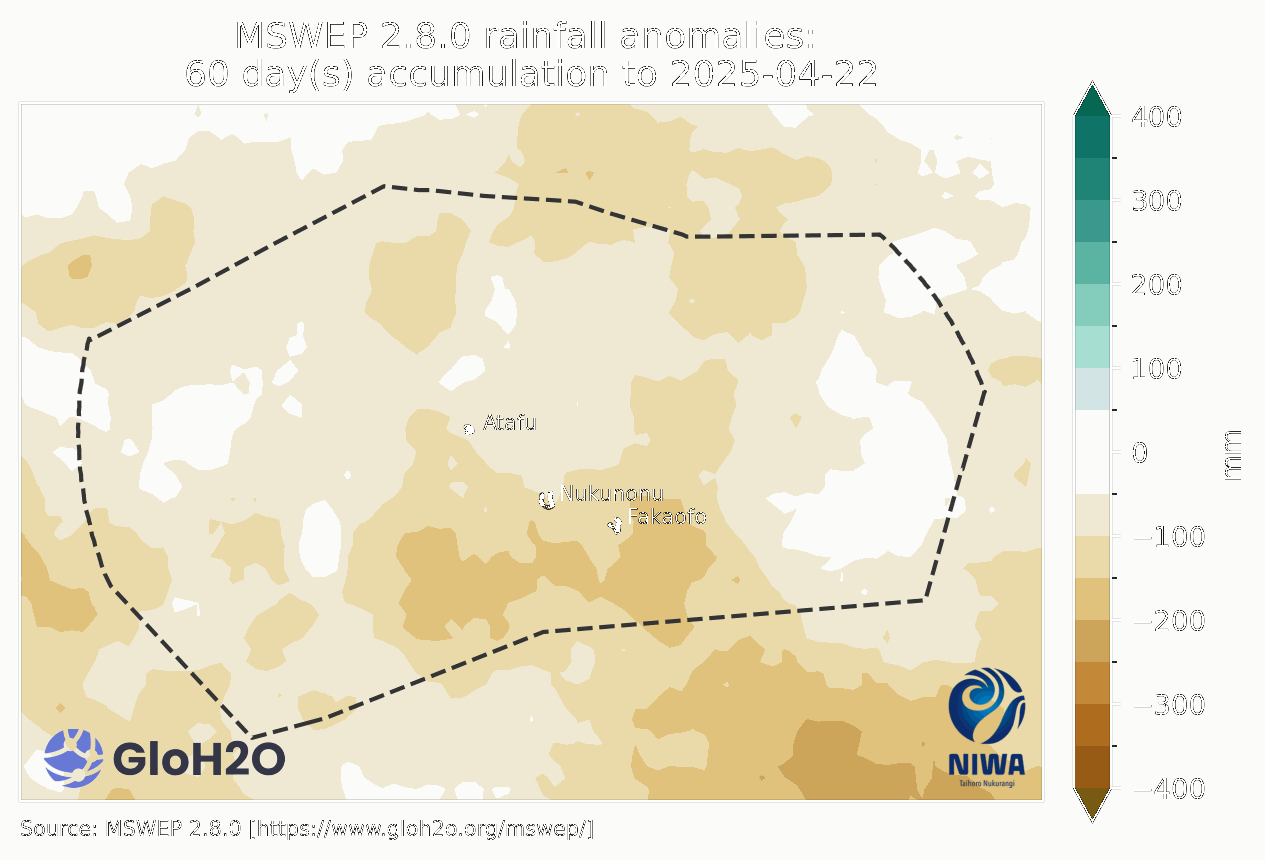 MSWEP 2.8.0 rainfall anomalies:
60 day(s) accumulation to 2025-04-22
400
300
200
100
0
−100
−200
−300
−400
mm
Atafu
Nukunonu
Fakaofo
GloH2O
NIWA
Taihoro Nukurangi
Source: MSWEP 2.8.0 [https://www.gloh2o.org/mswep/]